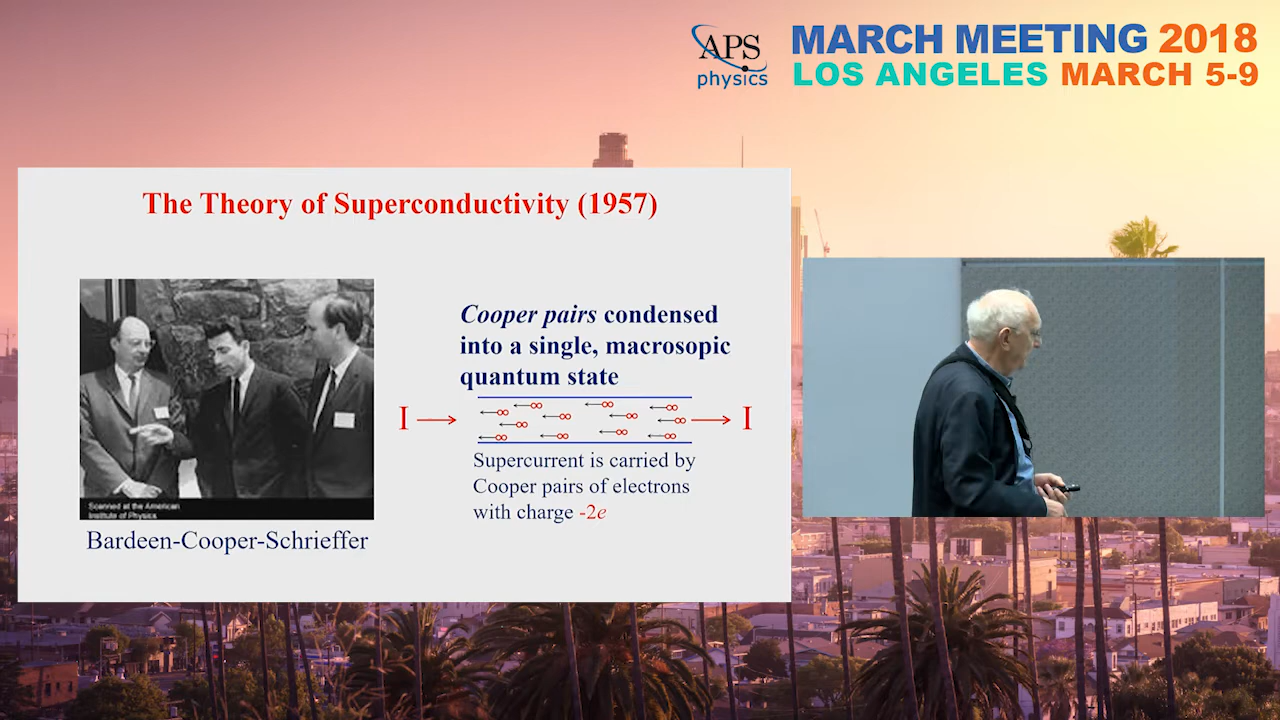 APS
physics
MARCH MEETING 2018
LOS ANGELES MARCH 5-9
The Theory of Superconductivity (1957)
Scanned at the American
Institute of Physics
Bardeen-Cooper-Schrieffer
Cooper pairs condensed
into a single, macrosopic
quantum state
I
I
Supercurrent is carried by
Cooper pairs of electrons
with charge -2e